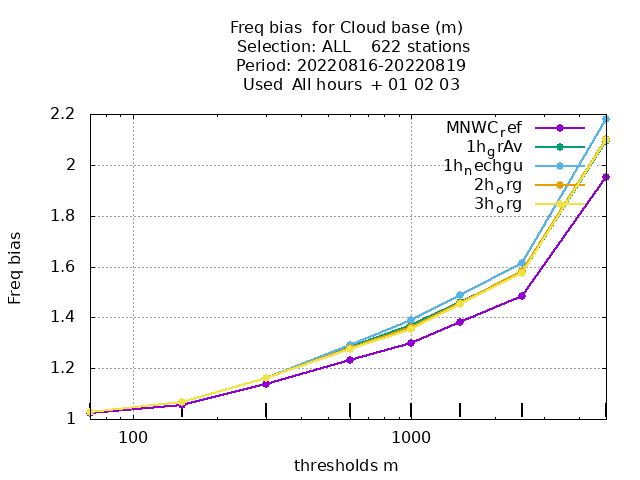 Freq bias  for Cloud base (m)
Selection: ALL    622 stations
Period: 20220816-20220819
Used  All hours  + 01 02 03
MNWCref
1hgrAv
1hnechgu
2horg
3horg
2.2
2
1.8
1.6
1.4
1.2
1
Freq bias
100
1000
thresholds m